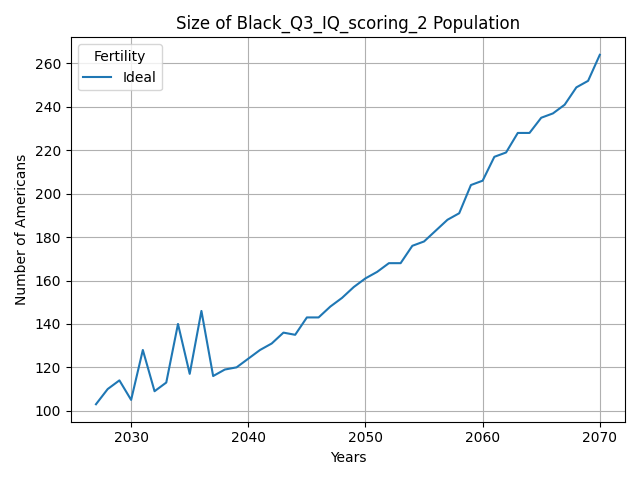 Size of Black_Q3_IQ_scoring_2 Population
Fertility
Ideal
Number of Americans
260
240
220
200
180
160
140
120
100
2030 2040 2050 2060 2070
Years